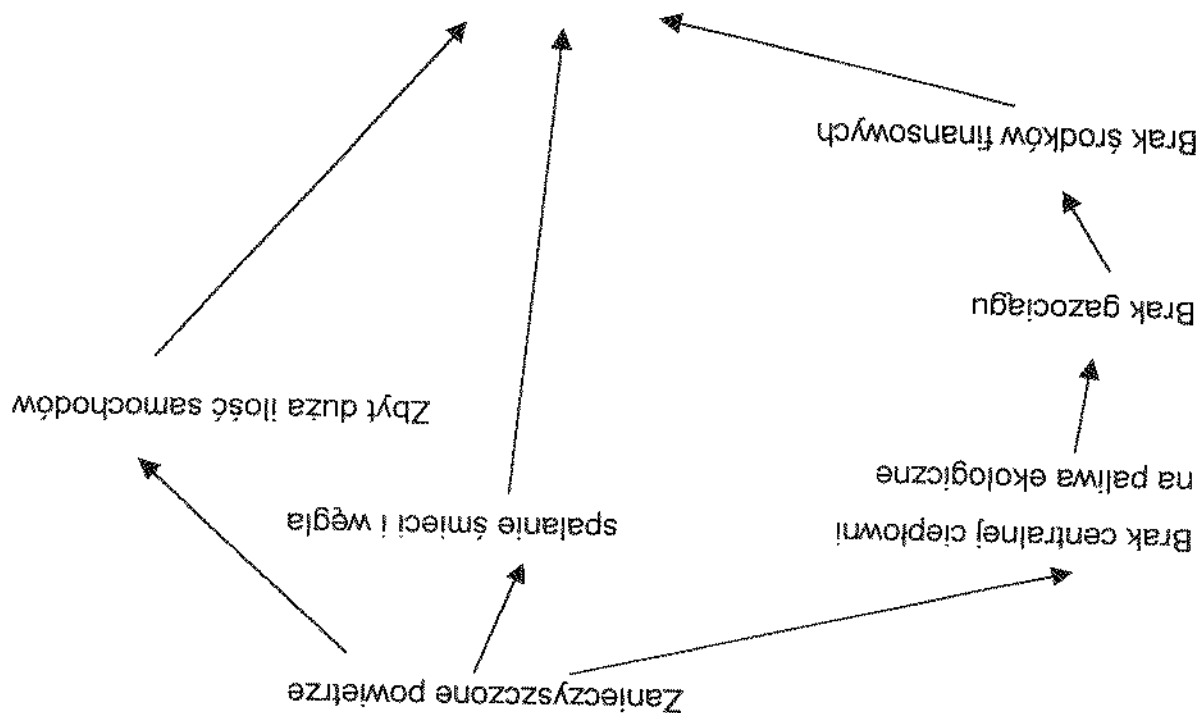 Zanieczyszczone powietrze
Brak centralnej ciepłowni
na paliwa ekologiczne
spalanie śmieci i węgla
Zbyt duża ilość samochodów
Brak gazociągu
Brak środków finansowych